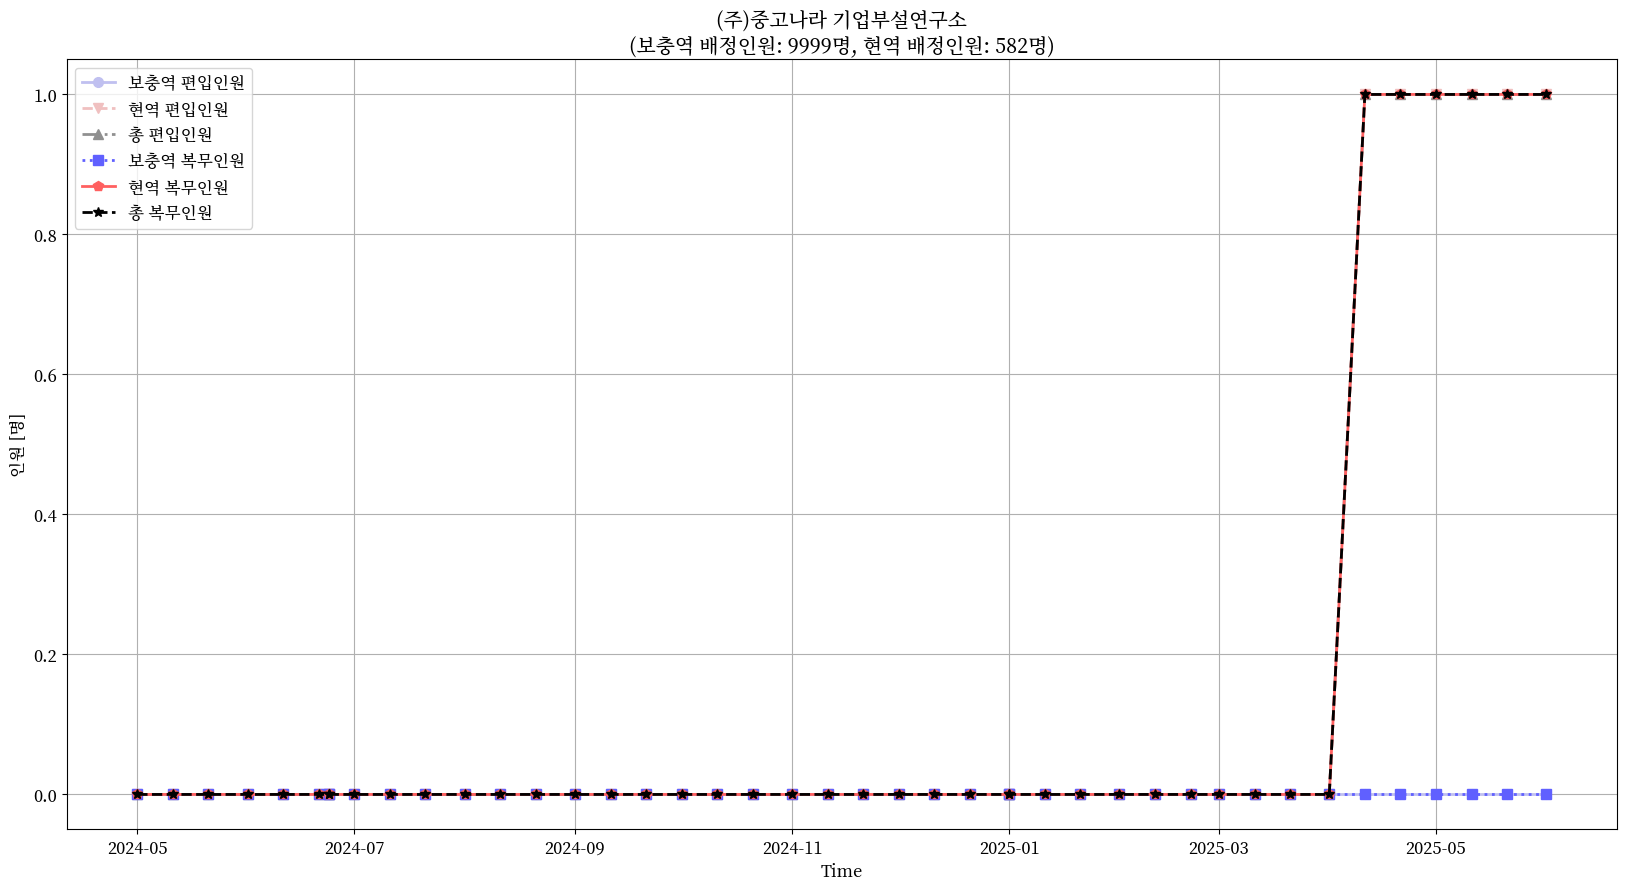 (주)중고나라 기업부설연구소
(보충역 배정인원: 9999명, 현역 배정인원: 582명)
보충역 편입인원
현역 편입인원
총 편입인원
보충역 복무인원
현역 복무인원
총 복무인원
인원 [명]
1.0
0.8
0.6
0.4
0.2
0.0
2024-05 2024-07 2024-09 2024-11 2025-01 2025-03 2025-05
Time